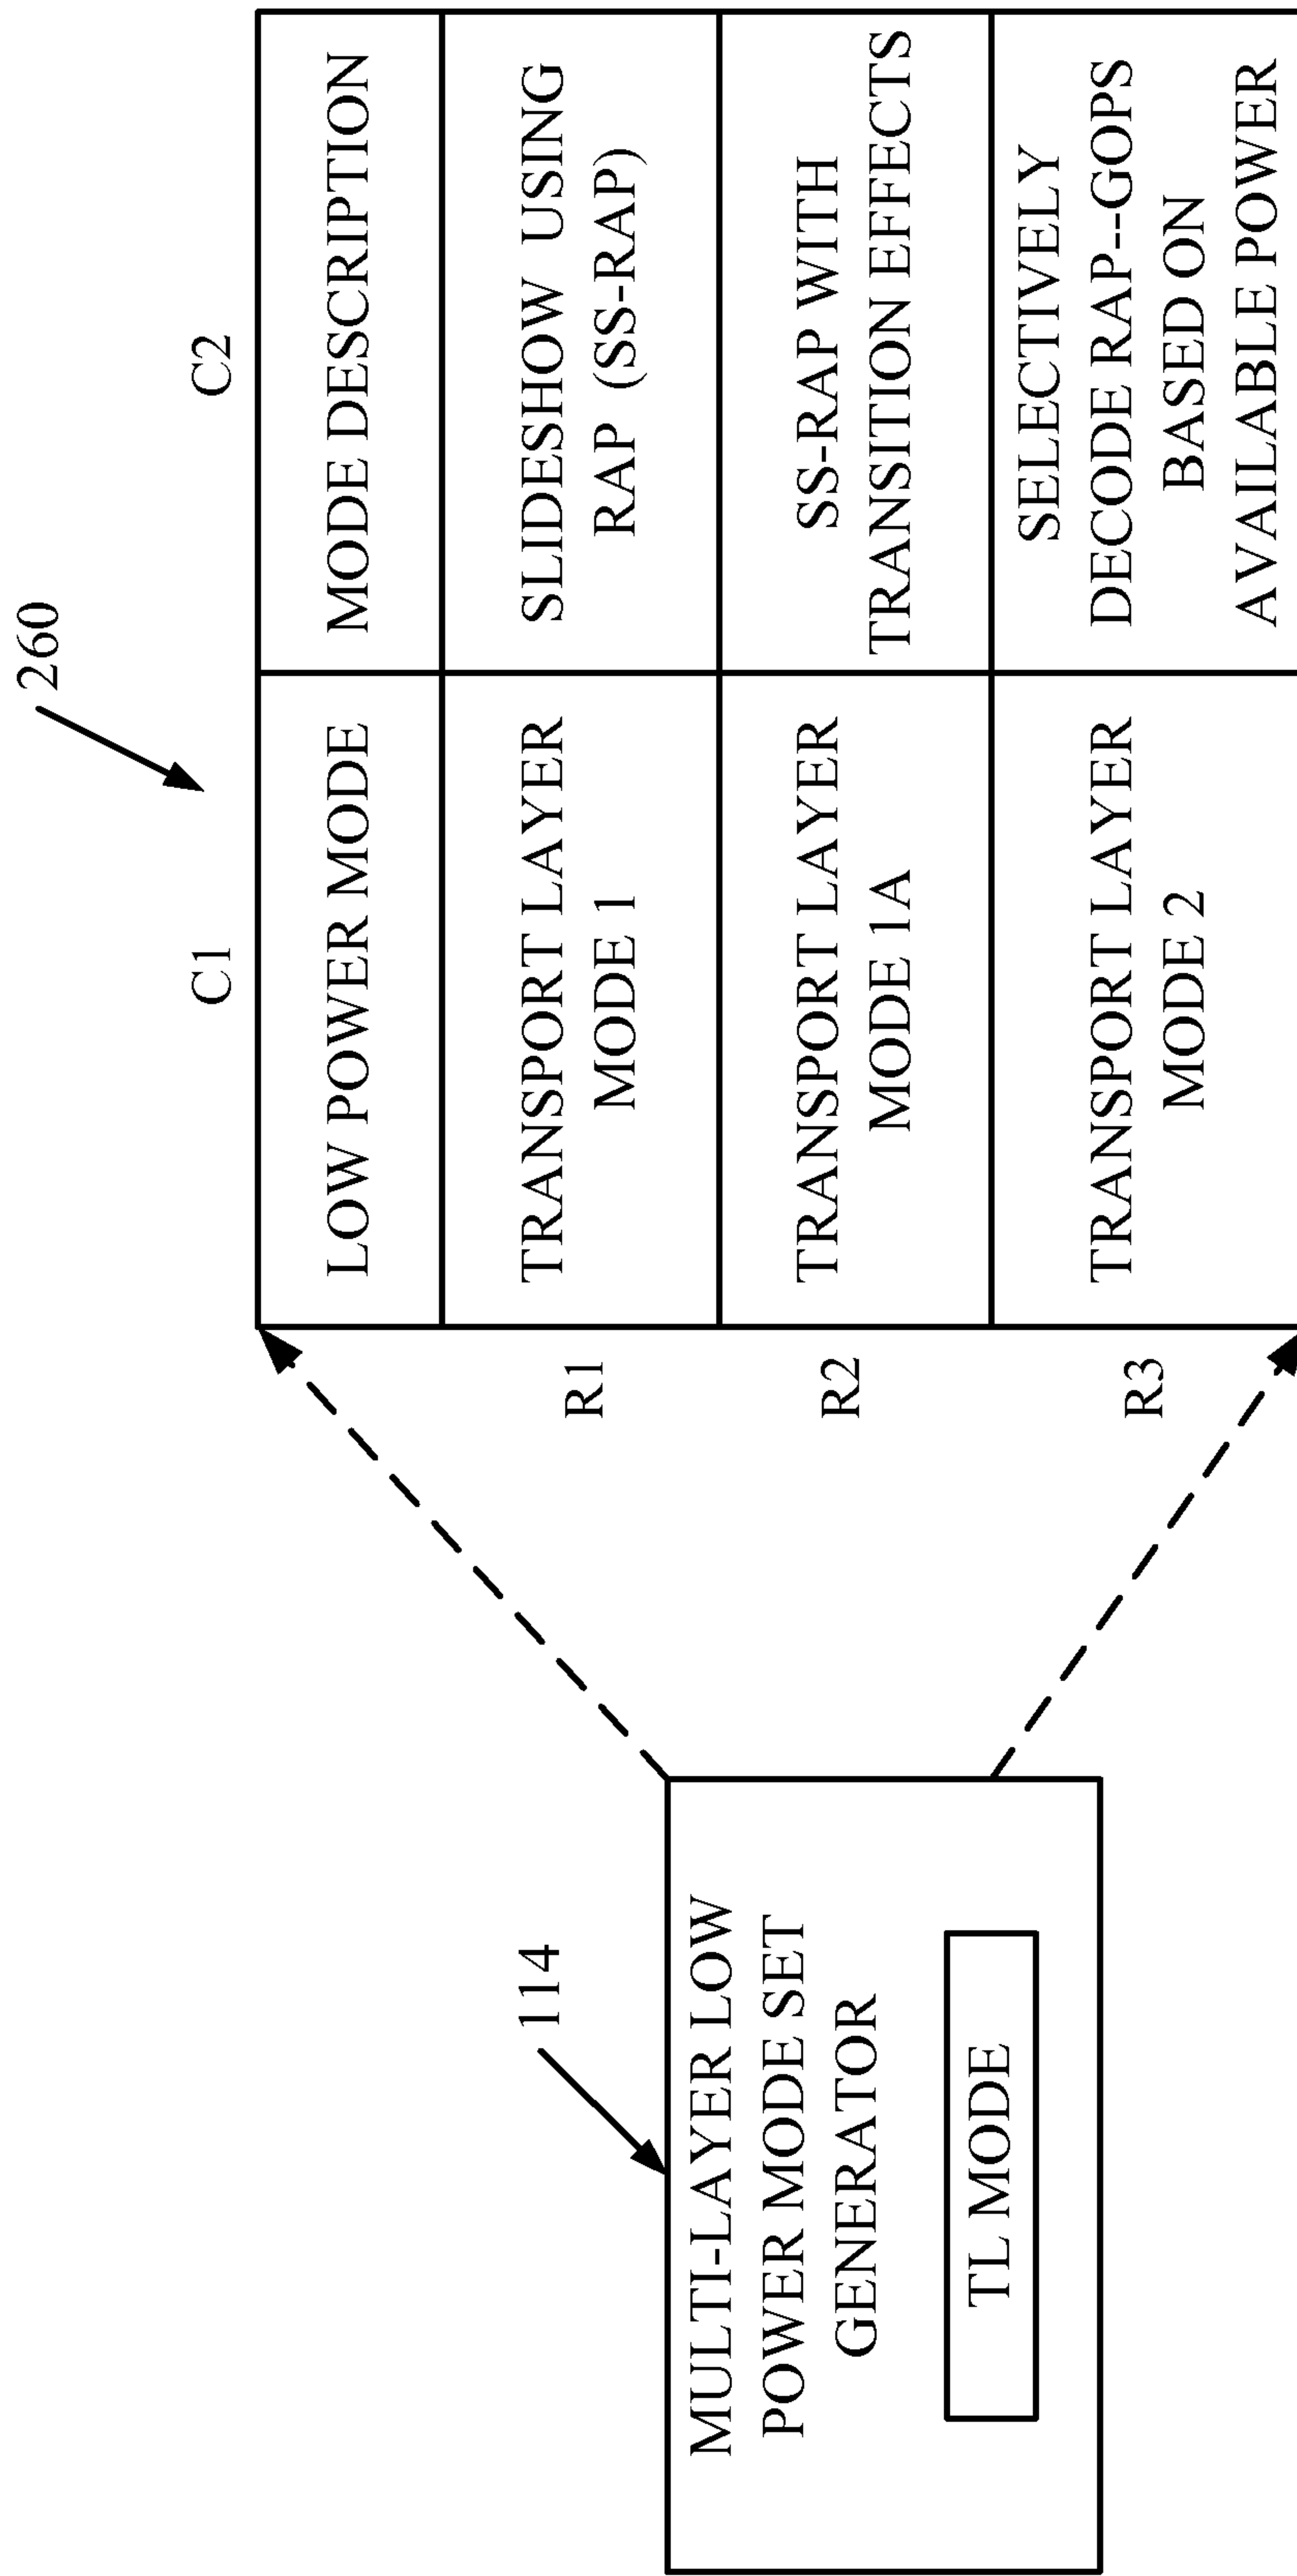 260
C1
C2
LOW POWER MODE
MODE DESCRIPTION
R1
TRANSPORT LAYER
MODE 1
SLIDESHOW USING
RAP (SS-RAP)
R2
TRANSPORT LAYER
MODE 1A
SS-RAP WITH
TRANSITION EFFECTS
R3
TRANSPORT LAYER
MODE 2
SELECTIVELY
DECODE RAP--GOPS
BASED ON
AVAILABLE POWER
114
MULTI-LAYER LOW
POWER MODE SET
GENERATOR
TL MODE